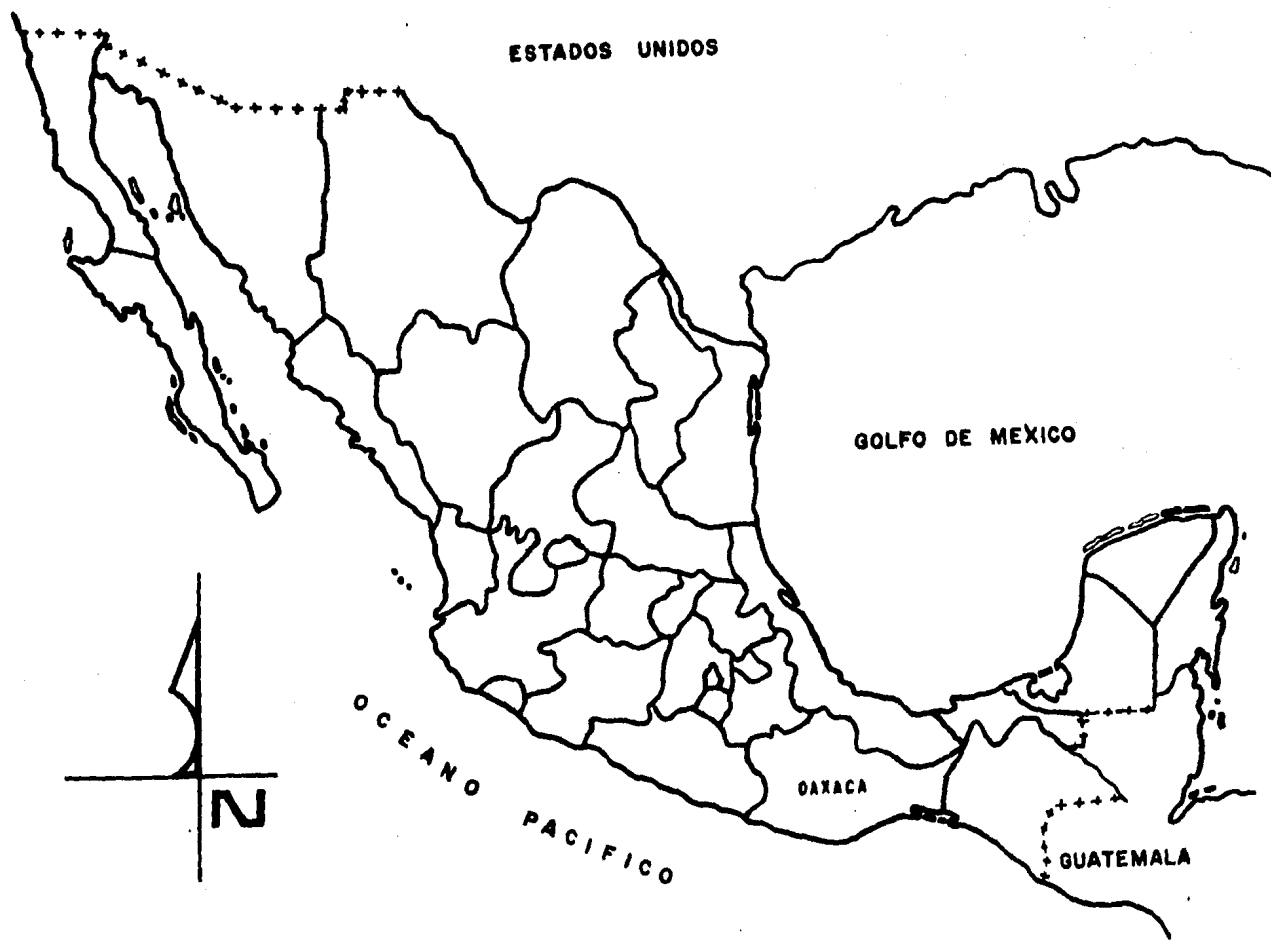 ESTADOS UNIDOS
GOLFO DE MEXICO
OCEANO PACIFICO
OAXACA
GUATEMALA
N